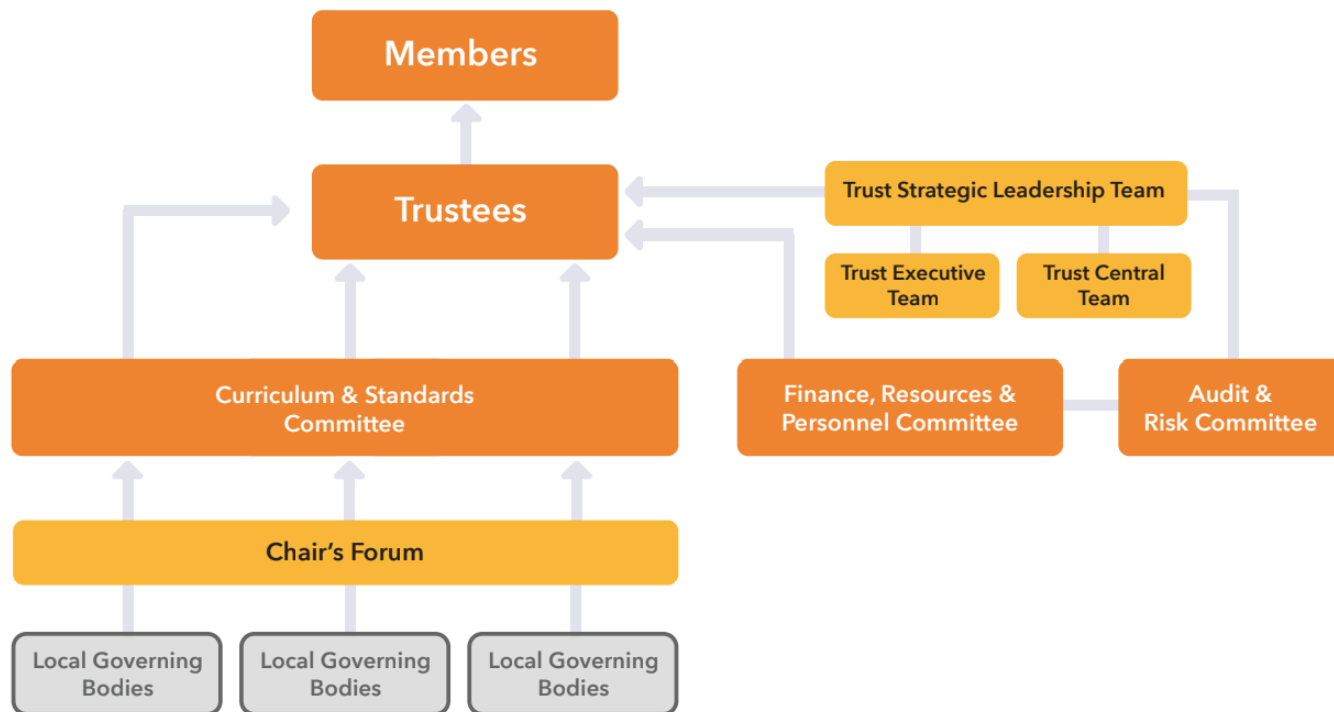 Members
Trustees
Trust Strategic Leadership Team
Trust Executive
Team
Trust Central
Team
Curriculum & Standards
Committee
Finance, Resources &
Personnel Committee
Audit &
Risk Committee
Chair’s Forum
Local Governing
Bodies
Local Governing
Bodies
Local Governing
Bodies